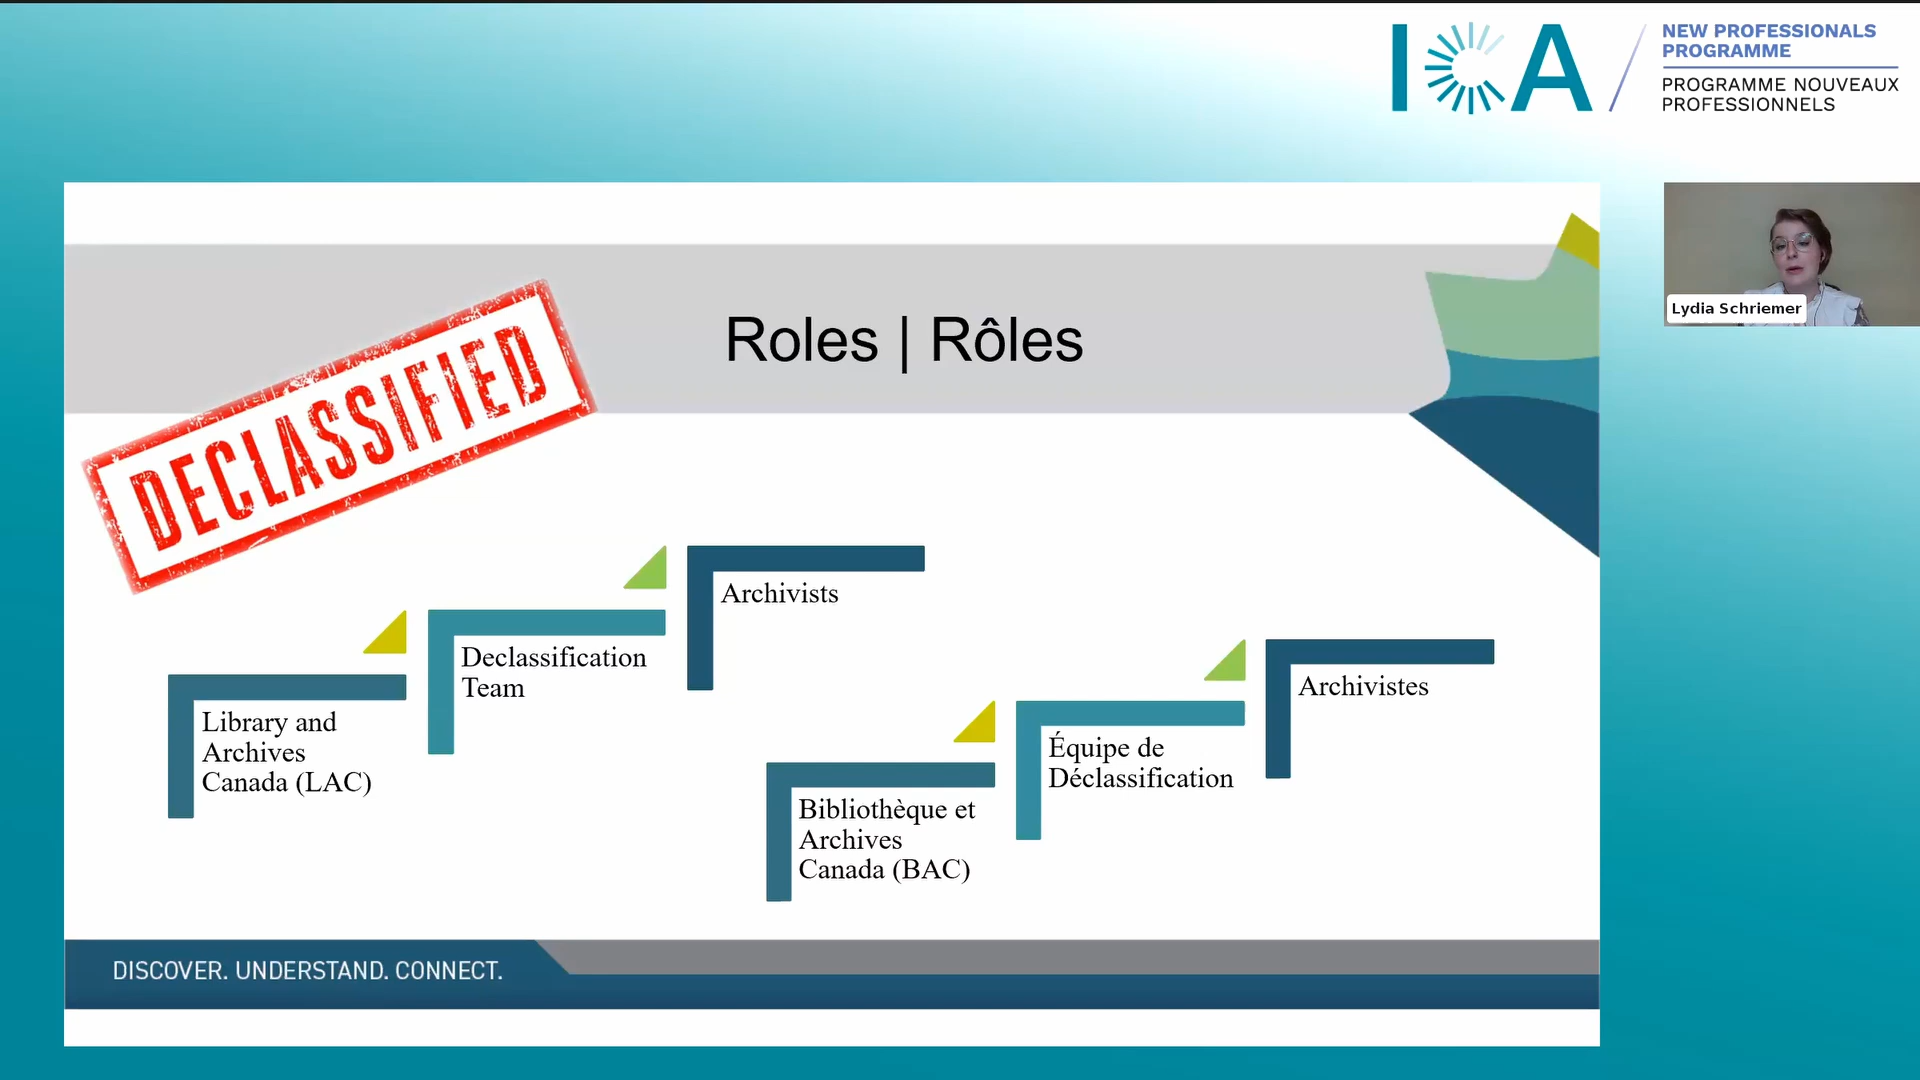 ICA
NEW PROFESSIONALS
PROGRAMME
PROGRAMME NOUVEAUX
PROFESSIONNELS
Lydia Schriemer
Roles | Rôles
DECLASSIFIED
Archivists
Declassification
Team
Library and
Archives
Canada (LAC)
Archivistes
Équipe de
Déclassification
Bibliothèque et
Archives
Canada (BAC)
DISCOVER. UNDERSTAND. CONNECT.